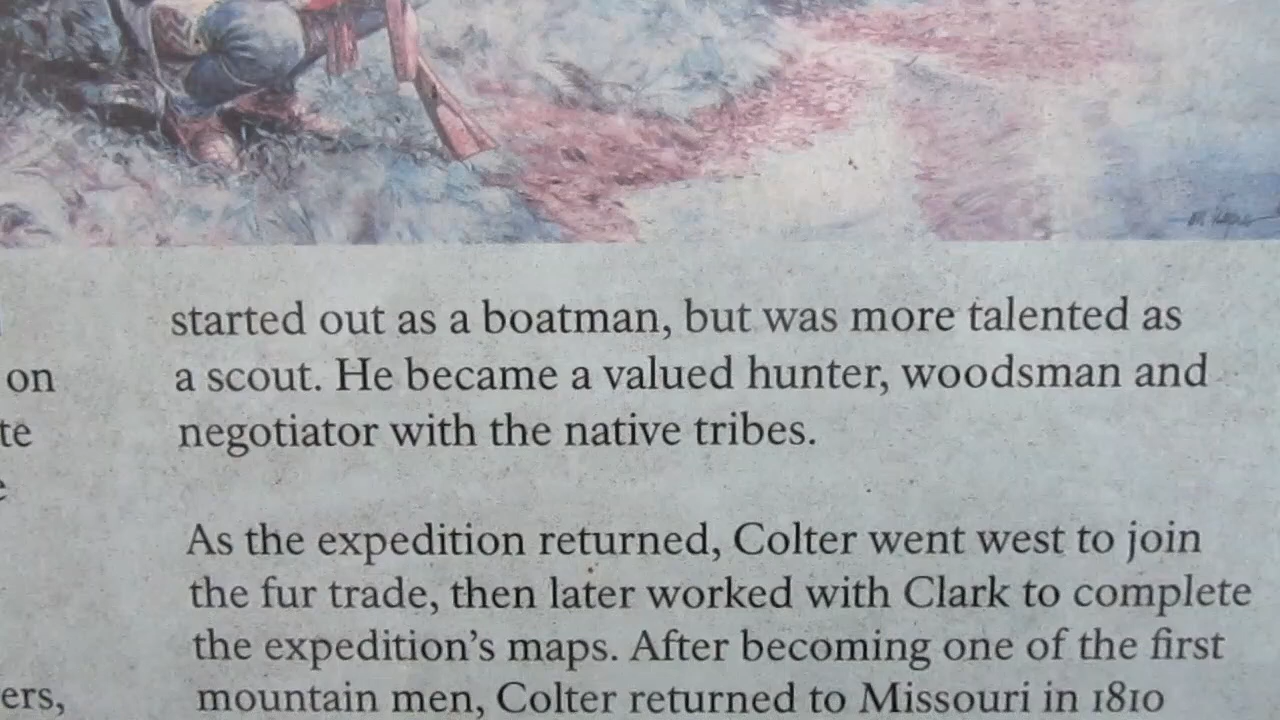 on
te
e
ers,
started out as a boatman, but was more talented as
a scout. He became a valued hunter, woodsman and
negotiator with the native tribes.
As the expedition returned, Colter went west to join
the fur trade, then later worked with Clark to complete
the expedition's maps. After becoming one of the first
mountain men, Colter returned to Missouri in 1810